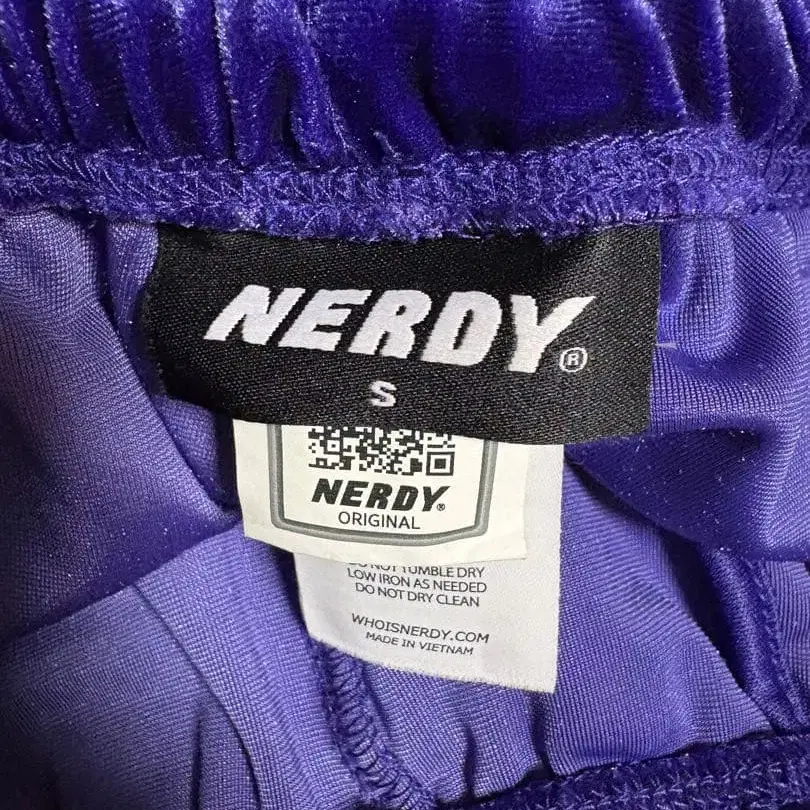 NERDY®
S
NERDY®
ORIGINAL
DO NOT TUMBLE DRY
LOW IRON AS NEEDED
DO NOT DRY CLEAN
WHOISNERDY.COM
MADE IN VIETNAM